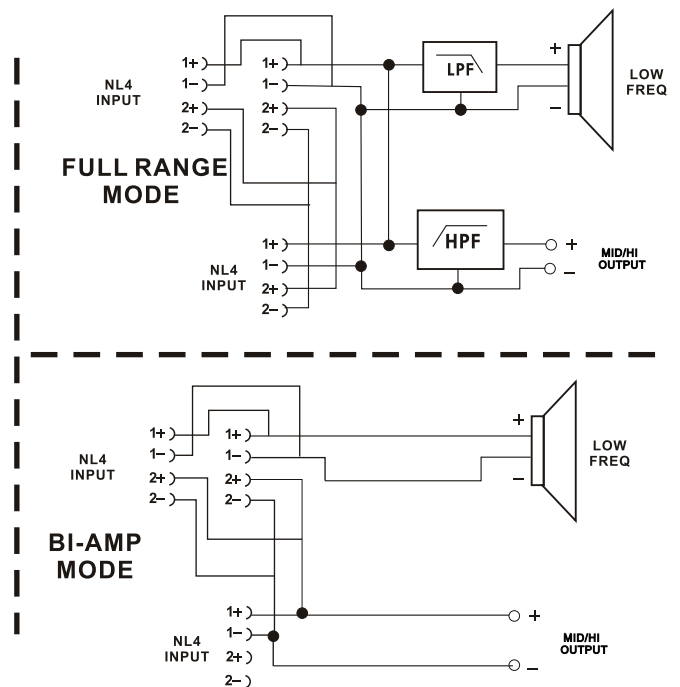 1+ 1+
1– 1–
2+ 2+
2– 2–
NL4
INPUT
LPF
+
–
LOW
FREQ
FULL RANGE
MODE
1+
1–
2+
2–
NL4
INPUT
HPF
+
–
MID/HI
OUTPUT
1+ 1+
1– 1–
2+ 2+
2– 2–
NL4
INPUT
+
–
LOW
FREQ
BI-AMP
MODE
1+
1–
2+
2–
NL4
INPUT
+
–
MID/HI
OUTPUT